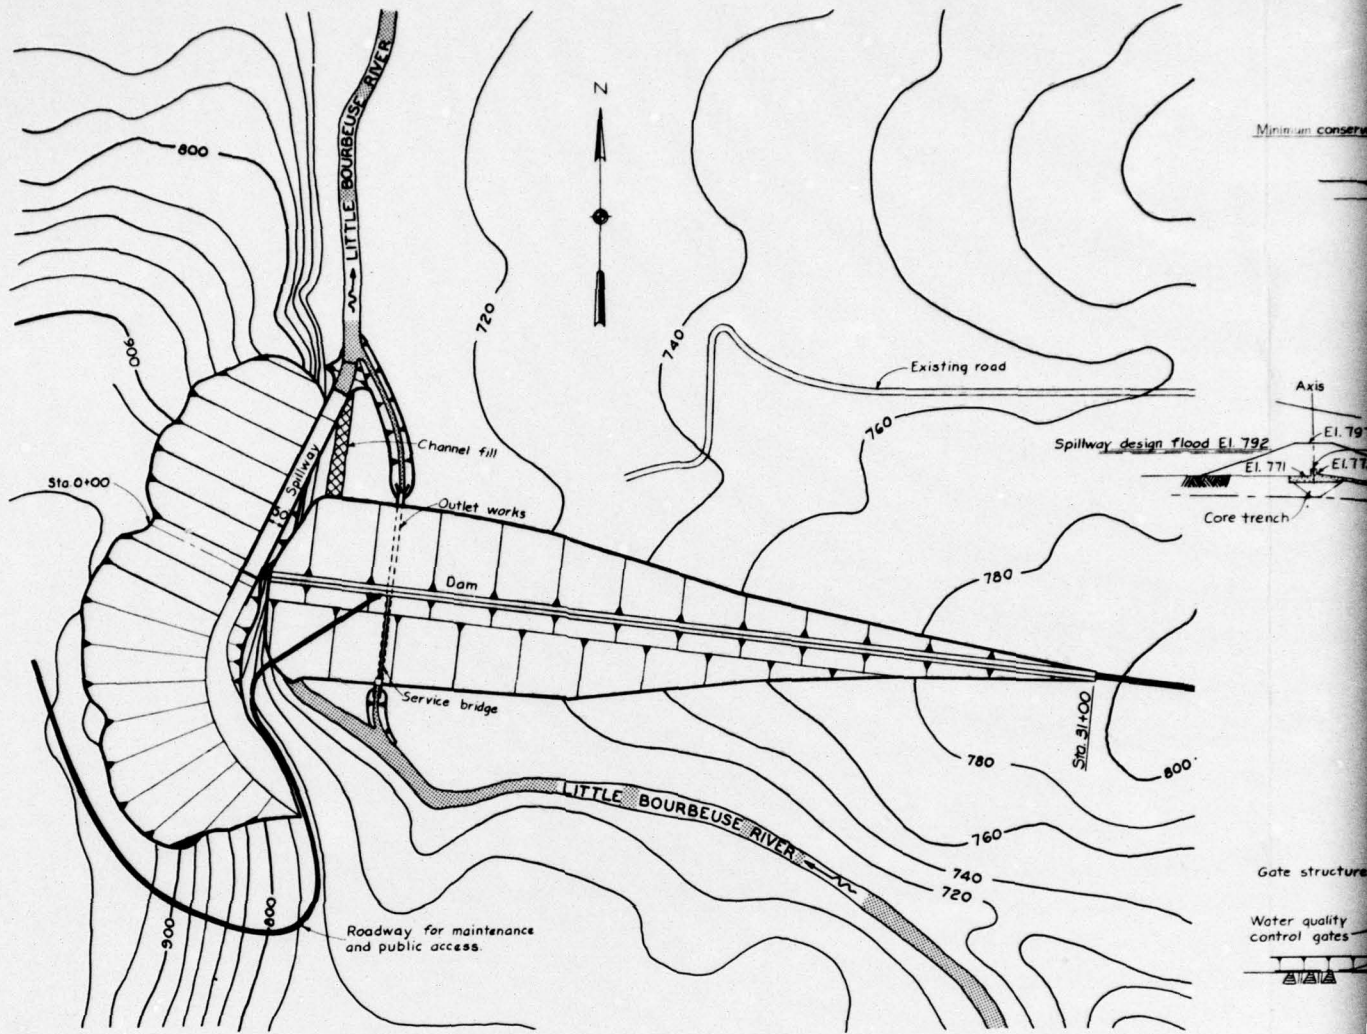 N
LITTLE BOURBEUSE RIVER
800
720
740
900
Existing road
760
Channel fill
Spillway
50
Sta. 0+00
Outlet works
Dam
780
Service bridge
Sta. 31+00
780
800
LITTLE BOURBEUSE RIVER
760
740
720
800
900
Roadway for maintenance
and public access.
Minimum
Axis
Spillway design flood El. 792
El. 771
Core trench
Gate structure
Water quality
control gates